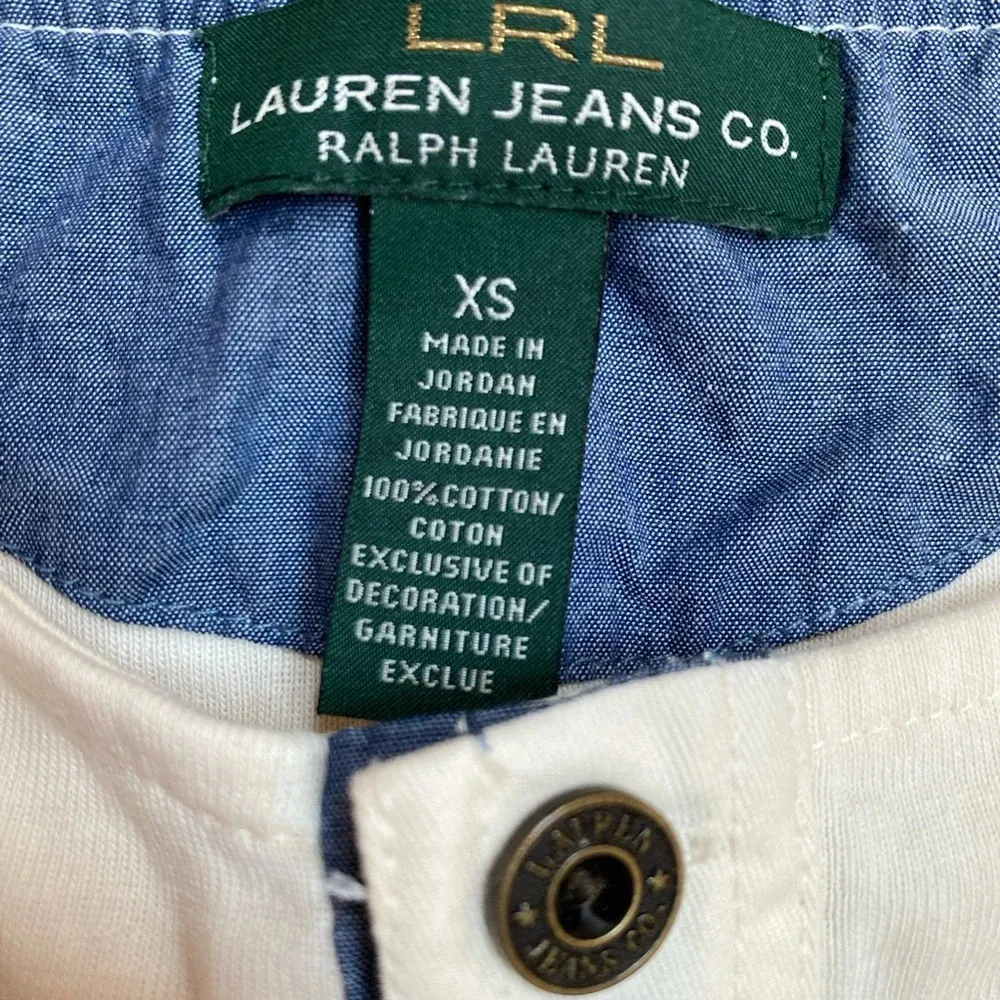 LRL
LAUREN JEANS CO.
RALPH LAUREN
XS
MADE IN
JORDAN
FABRIQUE EN
JORDANIE
100%COTTON/
COTON
EXCLUSIVE OF
DECORATION/
GARNITURE
EXCLUE
LAUREN
JEANS CO.